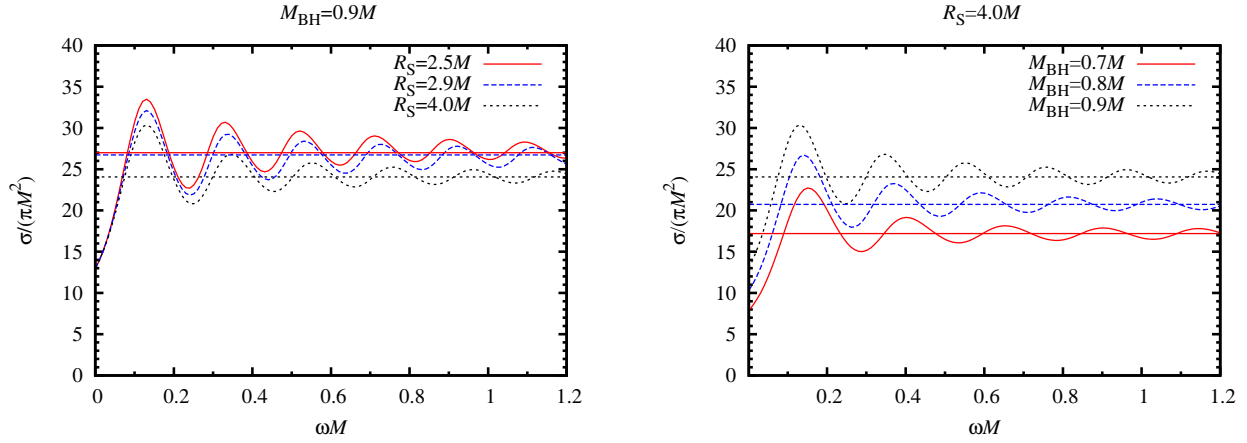 M_BH=0.9M
σ/(πM²)
40
35
30
25
20
15
10
5
0
R_S=2.5M
R_S=2.9M
R_S=4.0M
0 0.2 0.4 0.6 0.8 1 1.2
ωM
R_S=4.0M
σ/(πM²)
40
35
30
25
20
15
10
5
0
M_BH=0.7M
M_BH=0.8M
M_BH=0.9M
0.2 0.4 0.6 0.8 1 1.2
ωM